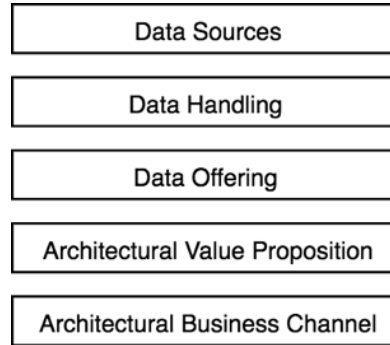 Data Sources
Data Handling
Data Offering
Architectural Value Proposition
Architectural Business Channel